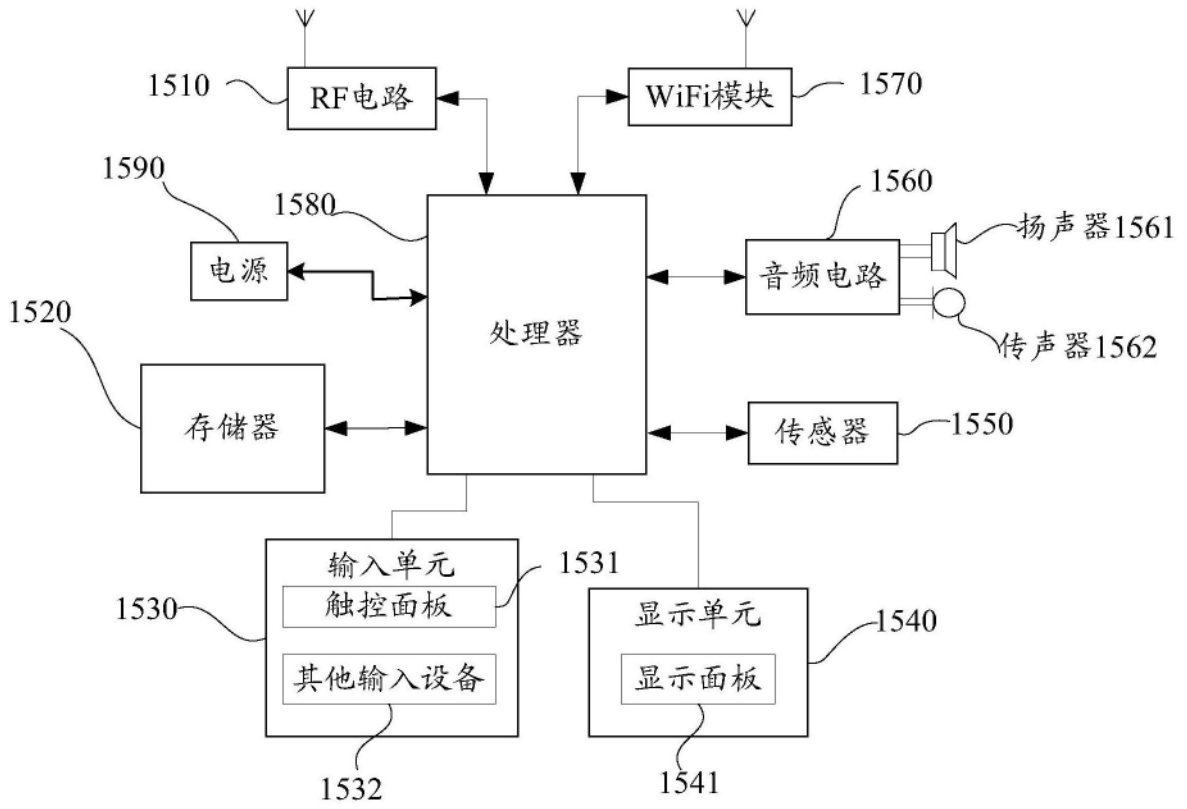 1510
RF电路
WiFi模块
1570
1590
1580
1560
扬声器1561
电源
音频电路
1520
处理器
传声器1562
存储器
传感器
1550
输入单元
1531
1530
触控面板
显示单元
1540
其他输入设备
显示面板
1532
1541